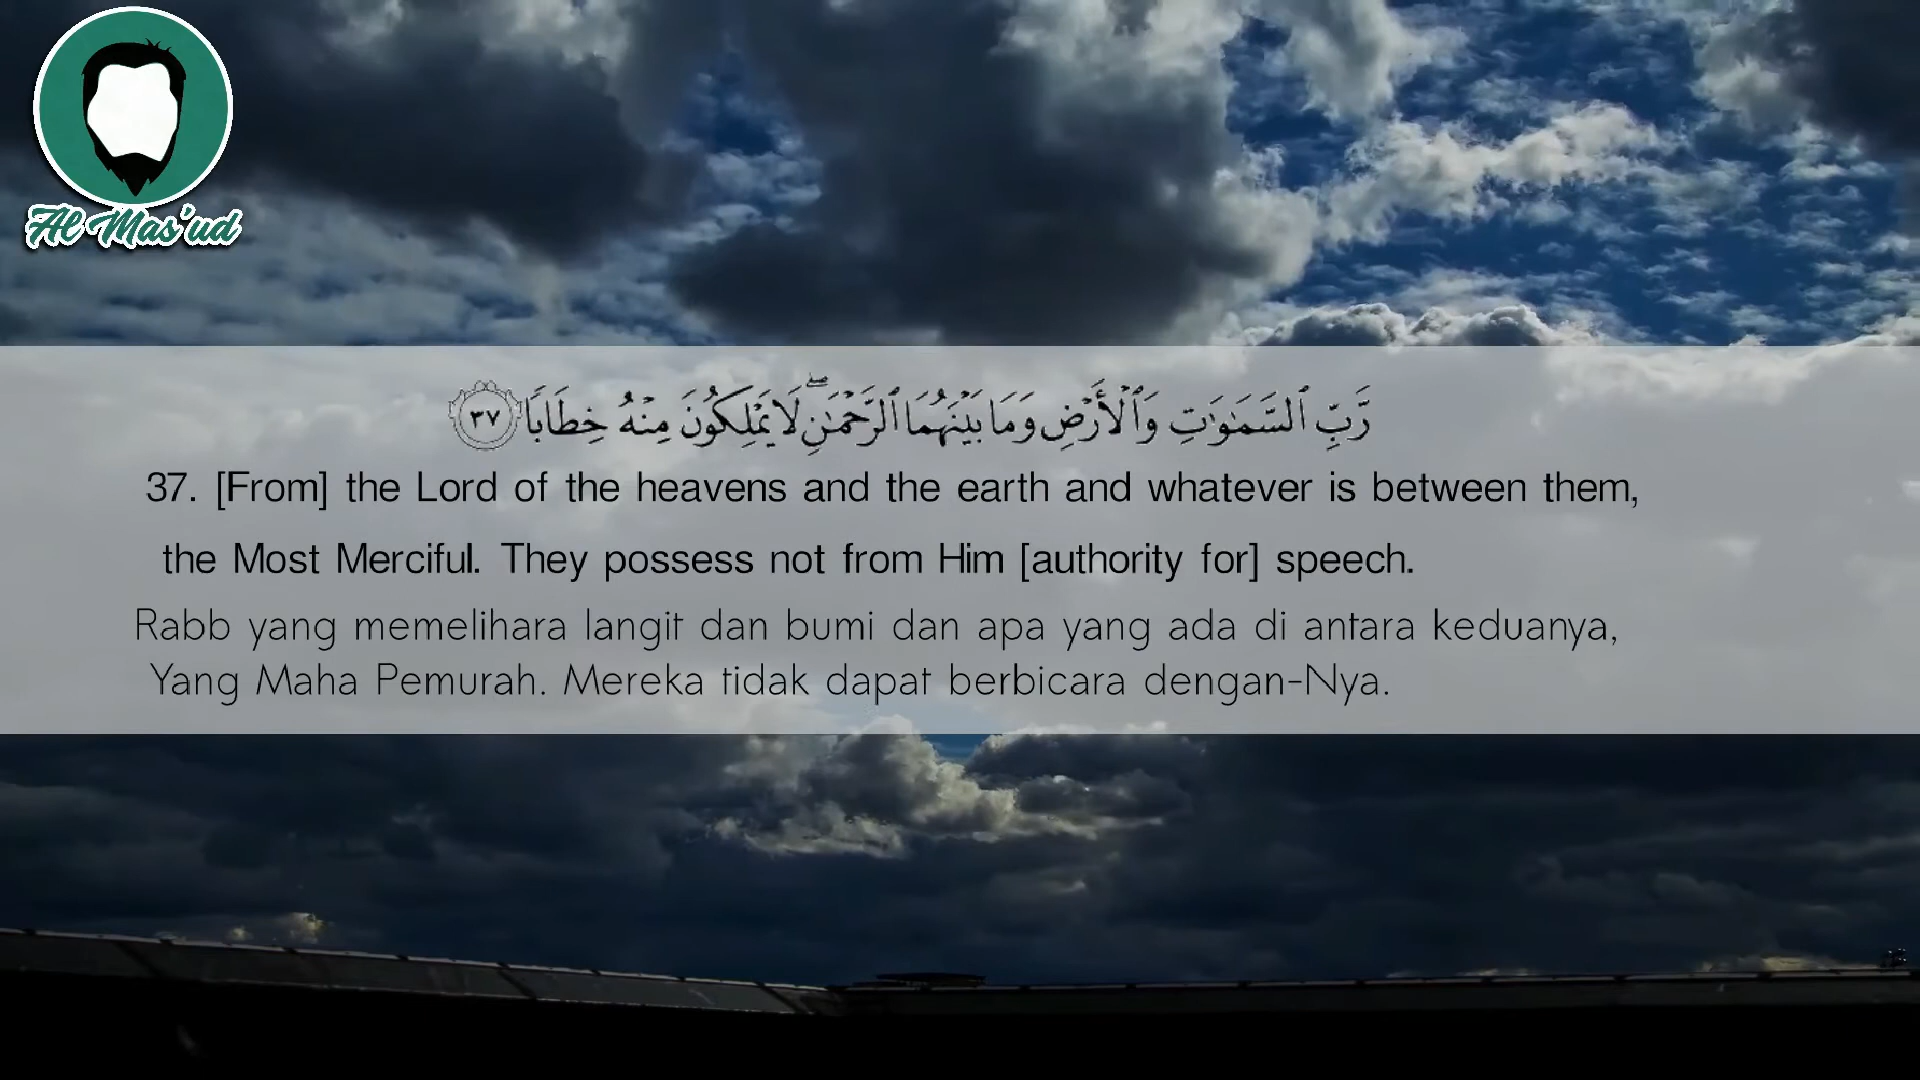 Al Mas'ud
رَّبِّ ٱلسَّمَٰوَٰتِ وَٱلْأَرْضِ وَمَا بَيْنَهُمَا ٱلرَّحْمَٰنِ ۖ لَا يَمْلِكُونَ مِنْهُ خِطَابًا ٣٧
37. [From] the Lord of the heavens and the earth and whatever is between them,
the Most Merciful. They possess not from Him [authority for] speech.
Rabb yang memelihara langit dan bumi dan apa yang ada di antara keduanya,
Yang Maha Pemurah. Mereka tidak dapat berbicara dengan-Nya.